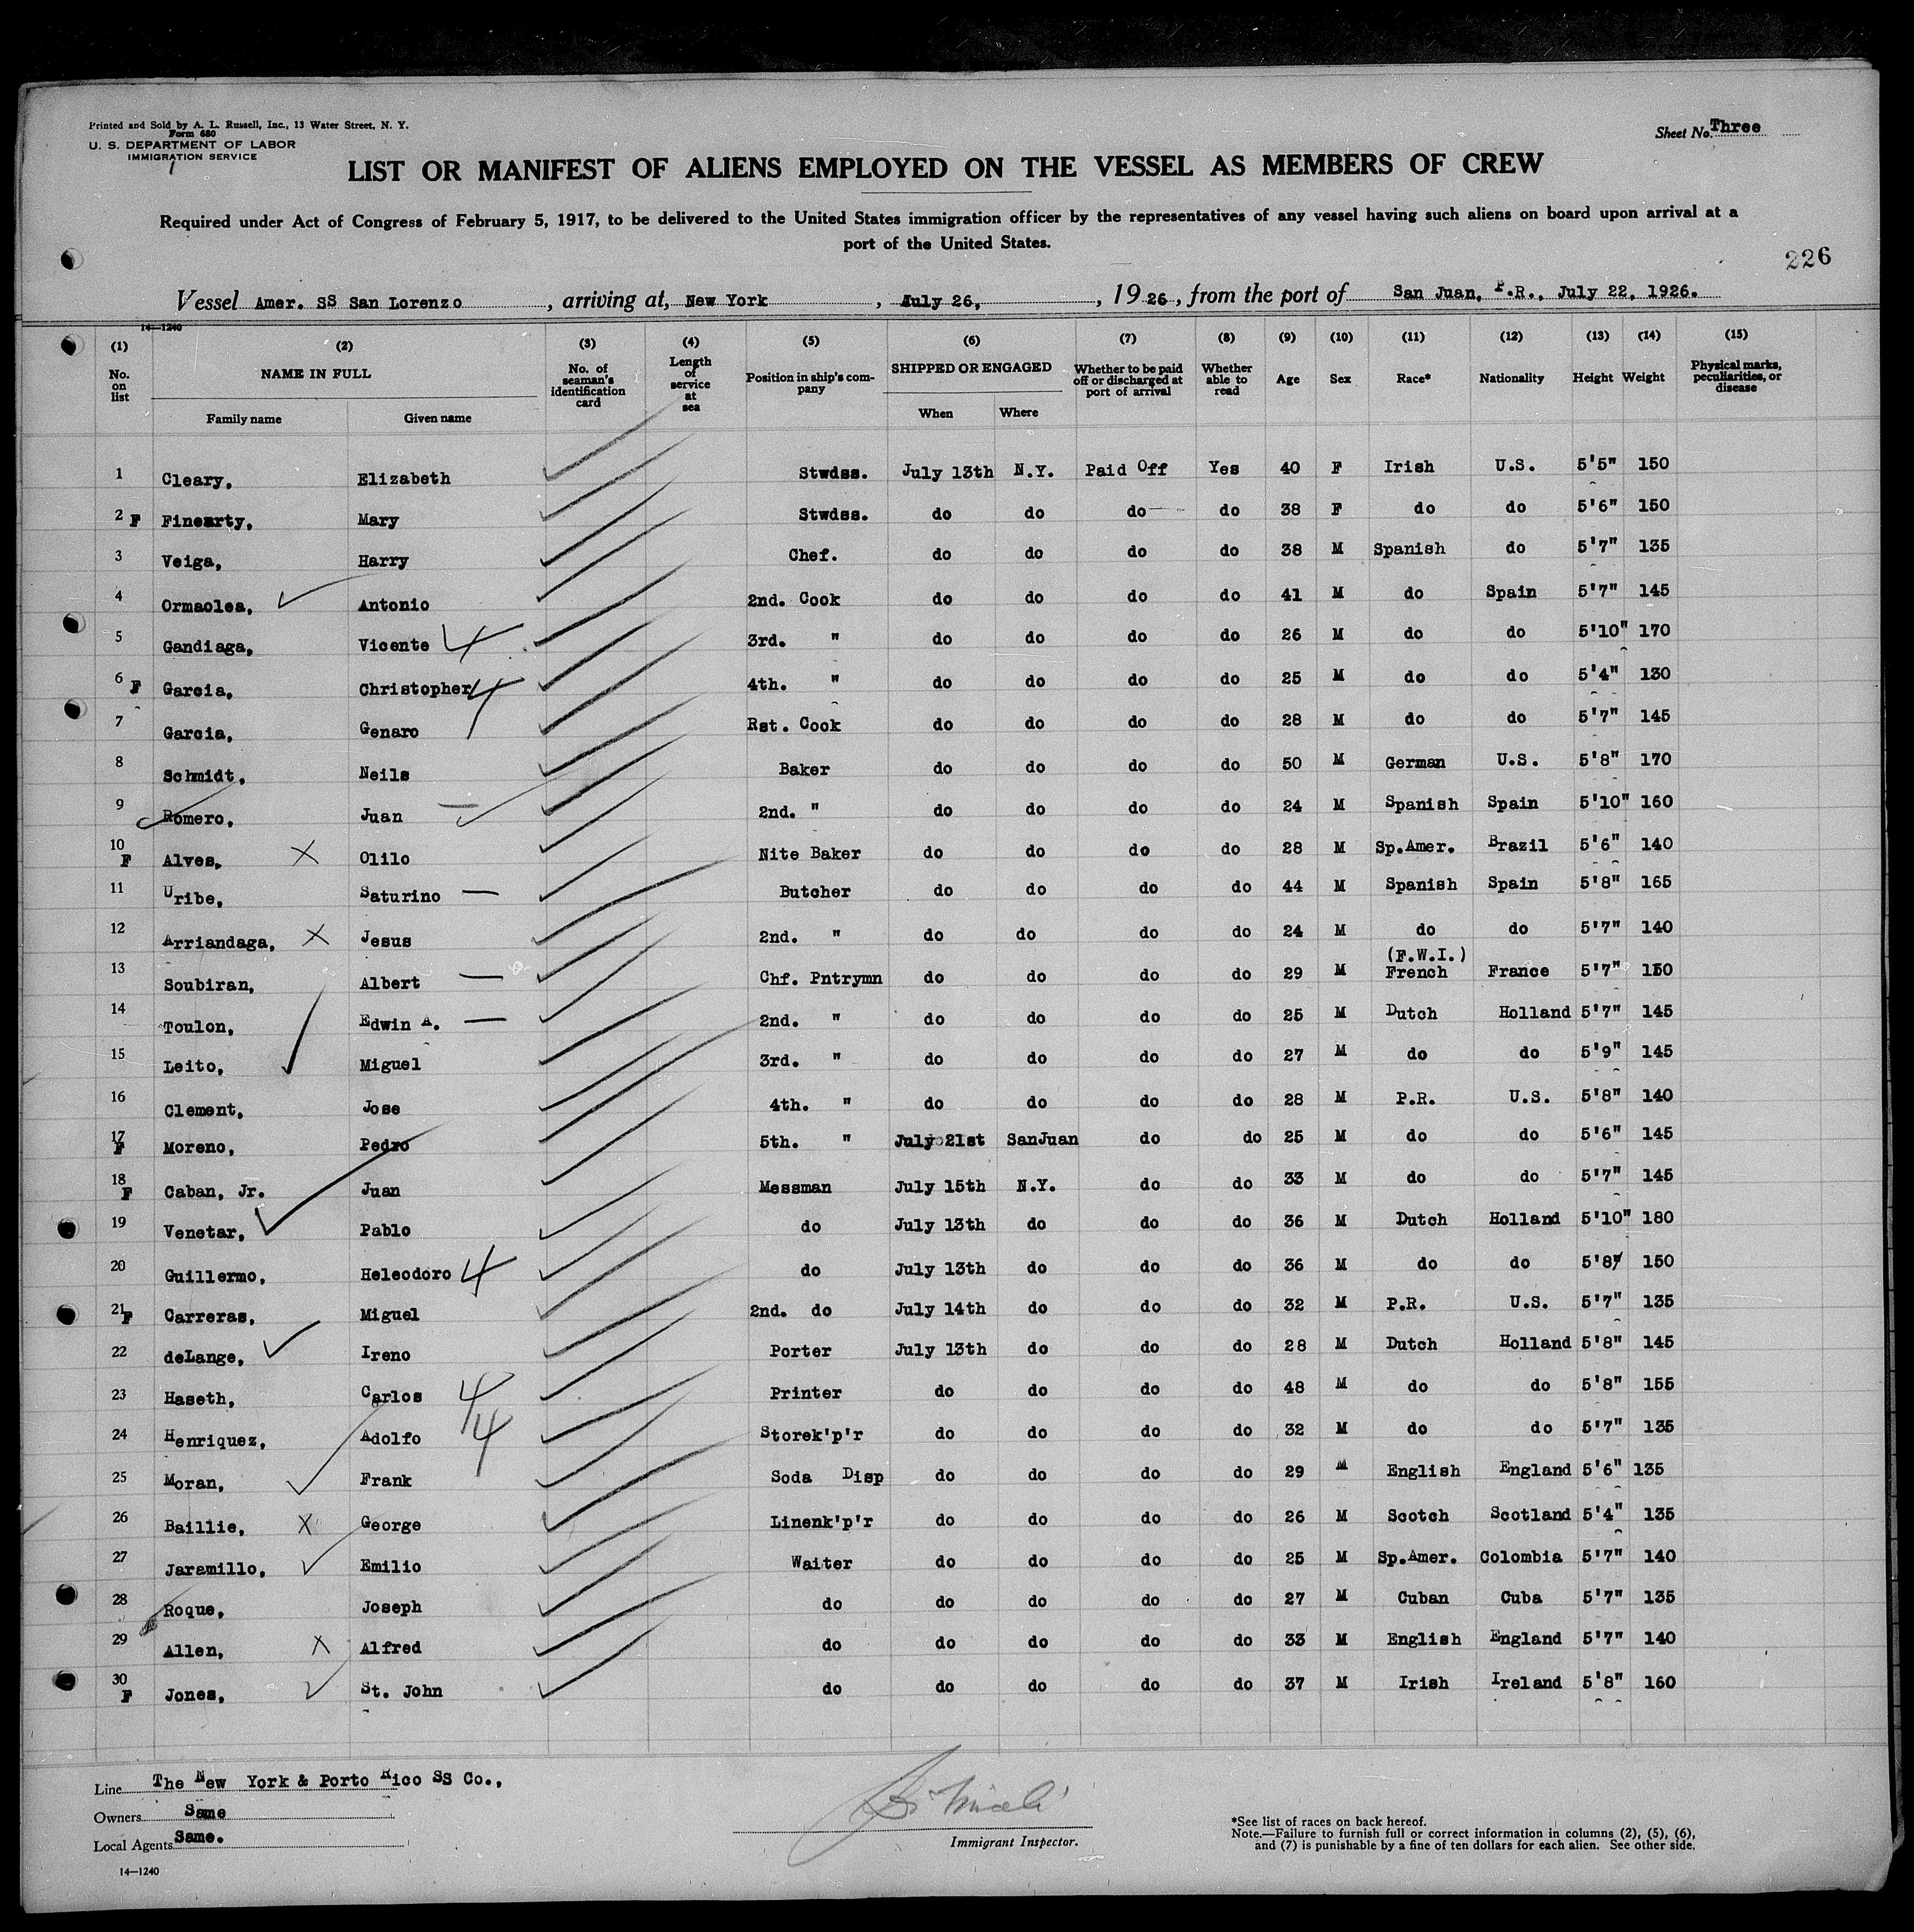 Printed and Sold by A. L. Russell, Inc., 13 Water Street, N. Y.
Form 680
U. S. DEPARTMENT OF LABOR
IMMIGRATION SERVICE
Sheet No. Three
LIST OR MANIFEST OF ALIENS EMPLOYED ON THE VESSEL AS MEMBERS OF CREW
Required under Act of Congress of February 5, 1917, to be delivered to the United States immigration officer by the representatives of any vessel having such aliens on board upon arrival at a
port of the United States.
226
Vessel Amer. SS San Lorenzo, arriving at, New York, July 26, , 1926, from the port of San Juan, P.R., July 22, 1926.
14—1240
(1) (2) (3) (4) (5) (6) (7) (8) (9) (10) (11) (12) (13) (14) (15)
No. on list NAME IN FULL Family name Given name No. of seaman's identification card Length of service at sea Position in ship's company SHIPPED OR ENGAGED When Where Whether to be paid off or discharged at port of arrival Whether able to read Age Sex Race* Nationality Height Weight Physical marks, peculiarities, or disease
1 Cleary, Elizabeth Stwdss. July 13th N.Y. Paid Off Yes 40 F Irish U.S. 5'5" 150
2 F Finearty, Mary Stwdss. do do do do 38 F do do 5'6" 150
3 Veiga, Harry Chef. do do do do 38 M Spanish do 5'7" 135
4 Ormaolea, Antonio 2nd. Cook do do do do 41 M do Spain 5'7" 145
5 Gandiaga, Vicente 4 3rd. " do do do do 26 M do do 5'10" 170
6 F Garcia, Christopher 4 4th. " do do do do 25 M do do 5'4" 130
7 Garcia, Genaro Rst. Cook do do do do 28 M do do 5'7" 145
8 Schmidt, Neils Baker do do do do 50 M German U.S. 5'8" 170
9 Romero, Juan — 2nd. " do do do do 24 M Spanish Spain 5'10" 160
10 F Alves, X Olilo Nite Baker do do do do 28 M Sp.Amer. Brazil 5'6" 140
11 Uribe, Saturino — Butcher do do do do 44 M Spanish Spain 5'8" 165
12 Arriandaga, X Jesus 2nd. " do do do do 24 M do do 5'7" 140
13 Soubiran, Albert — Chf. Pntrymn do do do do 29 M (F.W.I.) French France 5'7" 150
14 Toulon, Edwin A. — 2nd. " do do do do 25 M Dutch Holland 5'7" 145
15 Leito, Miguel 3rd. " do do do do 27 M do do 5'9" 145
16 Clement, Jose 4th. " do do do do 28 M P.R. U.S. 5'8" 140
17 F Moreno, Pedro 5th. " July 21st SanJuan do do 25 M do do 5'6" 145
18 F Caban, Jr. Juan Messman July 15th N.Y. do do 33 M do do 5'7" 145
19 Venetar, Pablo do July 13th do do do 36 M Dutch Holland 5'10" 180
20 Guillermo, Heleodoro 4 do July 13th do do do 36 M do do 5'8" 150
21 F Carreras, Miguel 2nd. do July 14th do do do 32 M P.R. U.S. 5'7" 135
22 deLange, Ireno Porter July 13th do do do 28 M Dutch Holland 5'8" 145
23 Haseth, Carlos 4 Printer do do do do 48 M do do 5'8" 155
24 Henriquez, Adolfo 4 Storek'p'r do do do do 32 M do do 5'7" 135
25 Moran, Frank Soda Disp do do do do 29 M English England 5'6" 135
26 Baillie, X George Linenk'p'r do do do do 26 M Scotch Scotland 5'4" 135
27 Jaramillo, Emilio Waiter do do do do 25 M Sp.Amer. Colombia 5'7" 140
28 Roque, Joseph do do do do do 27 M Cuban Cuba 5'7" 135
29 Allen, X Alfred do do do do do 33 M English England 5'7" 140
30 F Jones, St. John do do do do do 37 M Irish Ireland 5'8" 160
Line The New York & Porto Rico SS Co.,
Owners Same
Local Agents Same.
14—1240
Immigrant Inspector.
*See list of races on back hereof.
Note.—Failure to furnish full or correct information in columns (2), (5), (6),
and (7) is punishable by a fine of ten dollars for each alien. See other side.